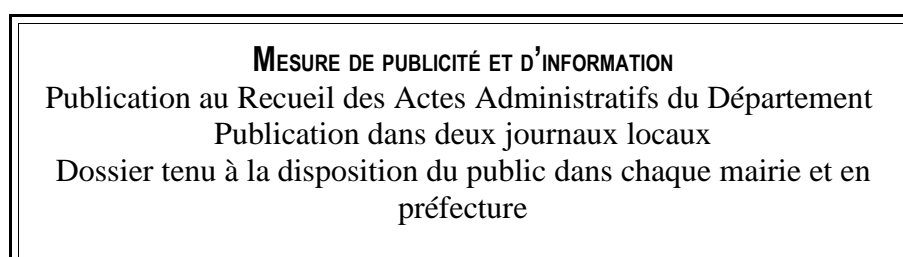 MESURE DE PUBLICITÉ ET D'INFORMATION
Publication au Recueil des Actes Administratifs du Département
Publication dans deux journaux locaux
Dossier tenu à la disposition du public dans chaque mairie et en
préfecture